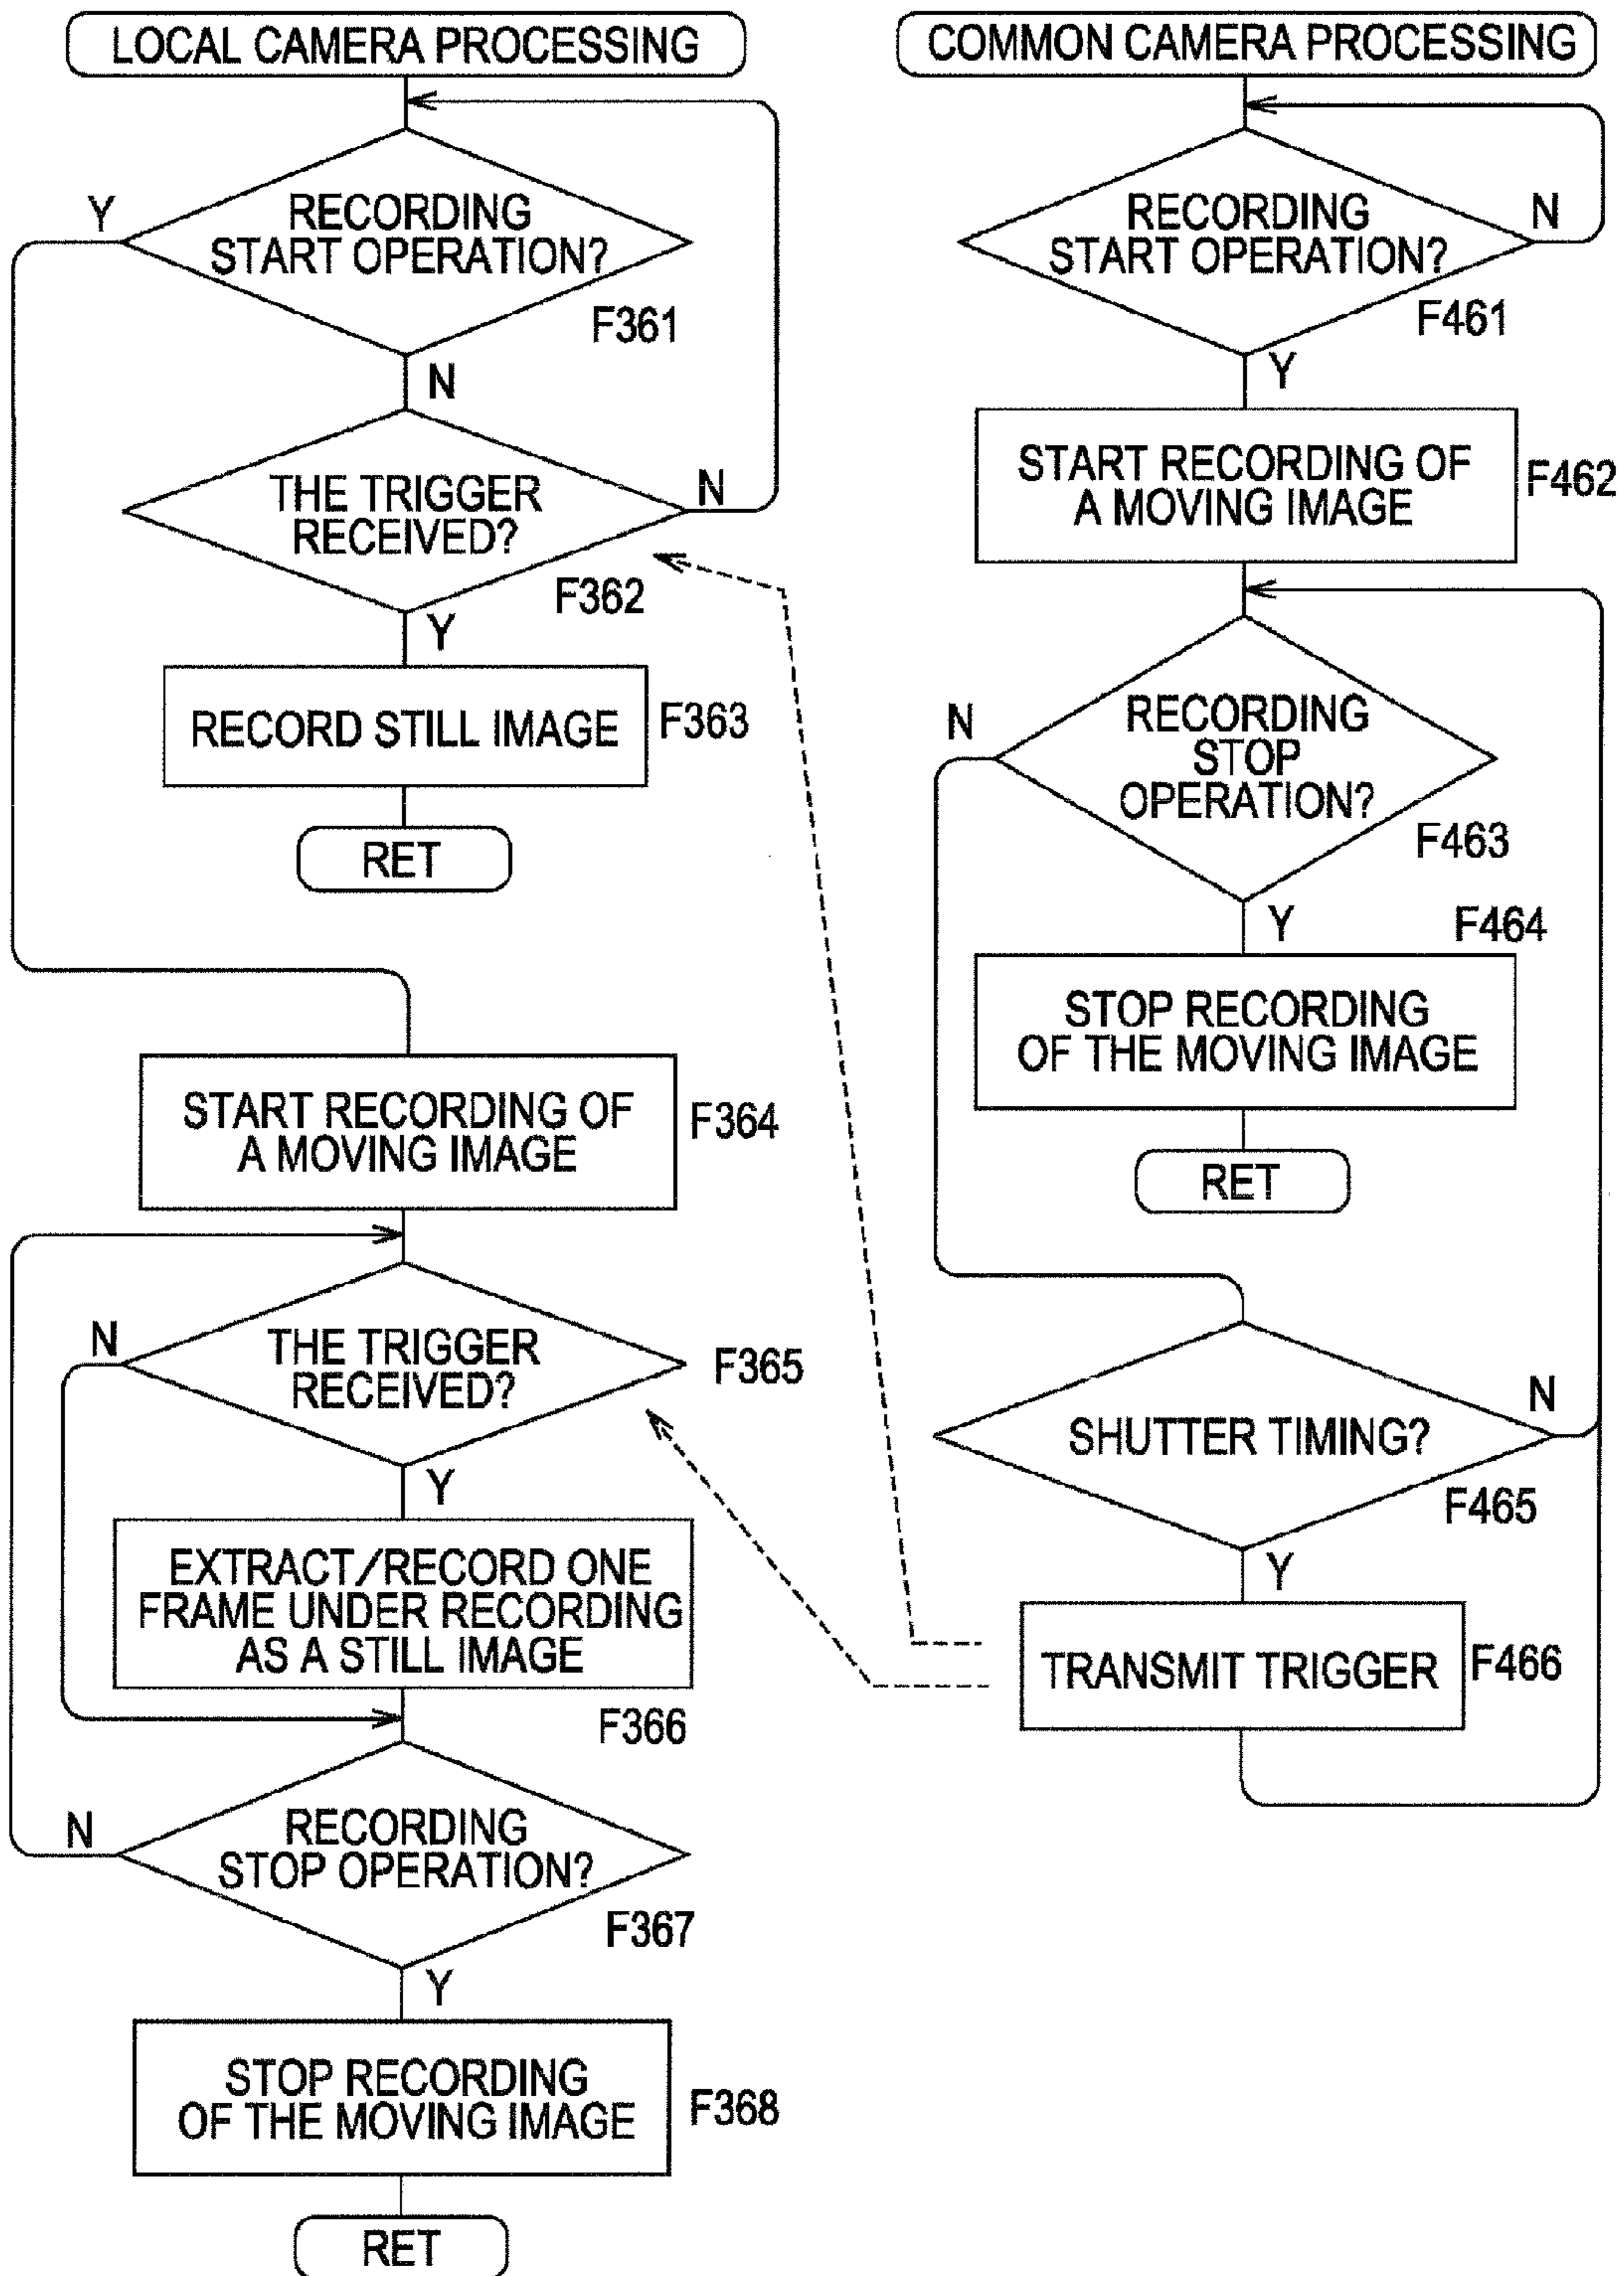 LOCAL CAMERA PROCESSING
Y
RECORDING
START OPERATION?
F361
N
THE TRIGGER
RECEIVED?
N
F362
Y
RECORD STILL IMAGE
F363
RET
START RECORDING OF
A MOVING IMAGE
F364
N
THE TRIGGER
RECEIVED?
F365
Y
EXTRACT/RECORD ONE
FRAME UNDER RECORDING
AS A STILL IMAGE
F366
N
RECORDING
STOP OPERATION?
F367
Y
STOP RECORDING
OF THE MOVING IMAGE
F368
RET
COMMON CAMERA PROCESSING
RECORDING
START OPERATION?
N
F461
Y
START RECORDING OF
A MOVING IMAGE
F462
N
RECORDING
STOP
OPERATION?
F463
Y
F464
STOP RECORDING
OF THE MOVING IMAGE
RET
SHUTTER TIMING?
N
F465
Y
TRANSMIT TRIGGER
F466